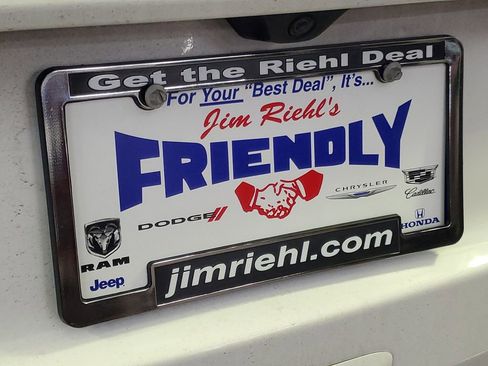 Get the Riehl Deal
For Your "Best Deal", It's...
Jim Riehl's
FRIENDLY
DODGE
CHRYSLER
Cadillac
RAM
HONDA
Jeep
jimriehl.com